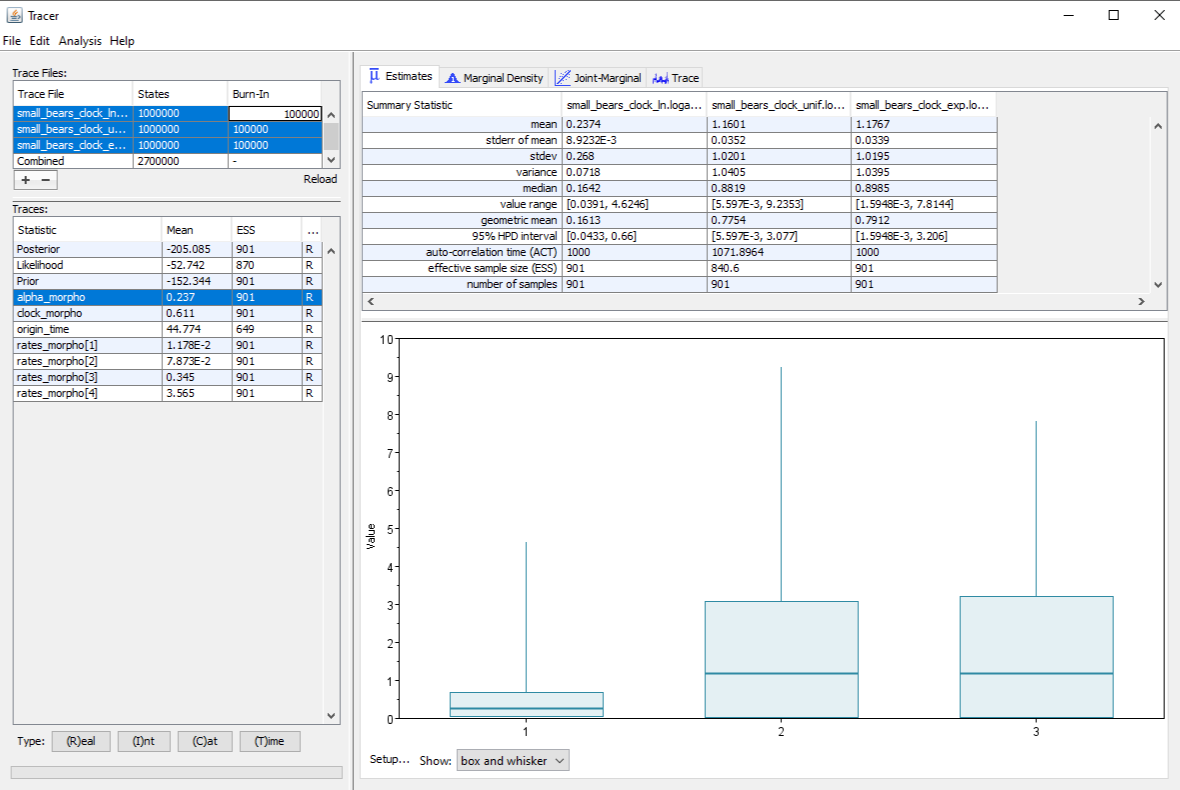 Tracer
File Edit Analysis Help
Trace Files:
Trace File States Burn-In
small_bears_clock_ln... 1000000 100000
small_bears_clock_u... 1000000 100000
small_bears_clock_e... 1000000 100000
Combined 2700000 -
+ − Reload
Traces:
Statistic Mean ESS ...
Posterior -205.085 901 R
Likelihood -52.742 870 R
Prior -152.344 901 R
alpha_morpho 0.237 901 R
clock_morpho 0.611 901 R
origin_time 44.774 649 R
rates_morpho[1] 1.178E-2 901 R
rates_morpho[2] 7.873E-2 901 R
rates_morpho[3] 0.345 901 R
rates_morpho[4] 3.565 901 R
Type: (R)eal (I)nt (C)at (T)ime
μ Estimates Marginal Density Joint-Marginal Trace
Summary Statistic small_bears_clock_ln.loga... small_bears_clock_unif.lo... small_bears_clock_exp.lo...
mean 0.2374 1.1601 1.1767
stderr of mean 8.9232E-3 0.0352 0.0339
stdev 0.268 1.0201 1.0195
variance 0.0718 1.0405 1.0395
median 0.1642 0.8819 0.8985
value range [0.0391, 4.6246] [5.597E-3, 9.2353] [1.5948E-3, 7.8144]
geometric mean 0.1613 0.7754 0.7912
95% HPD interval [0.0433, 0.66] [5.597E-3, 3.077] [1.5948E-3, 3.206]
auto-correlation time (ACT) 1000 1071.8964 1000
effective sample size (ESS) 901 840.6 901
number of samples 901 901 901
10
9
8
7
6
5
4
3
2
1
0
Value
1 2 3
Setup... Show: box and whisker